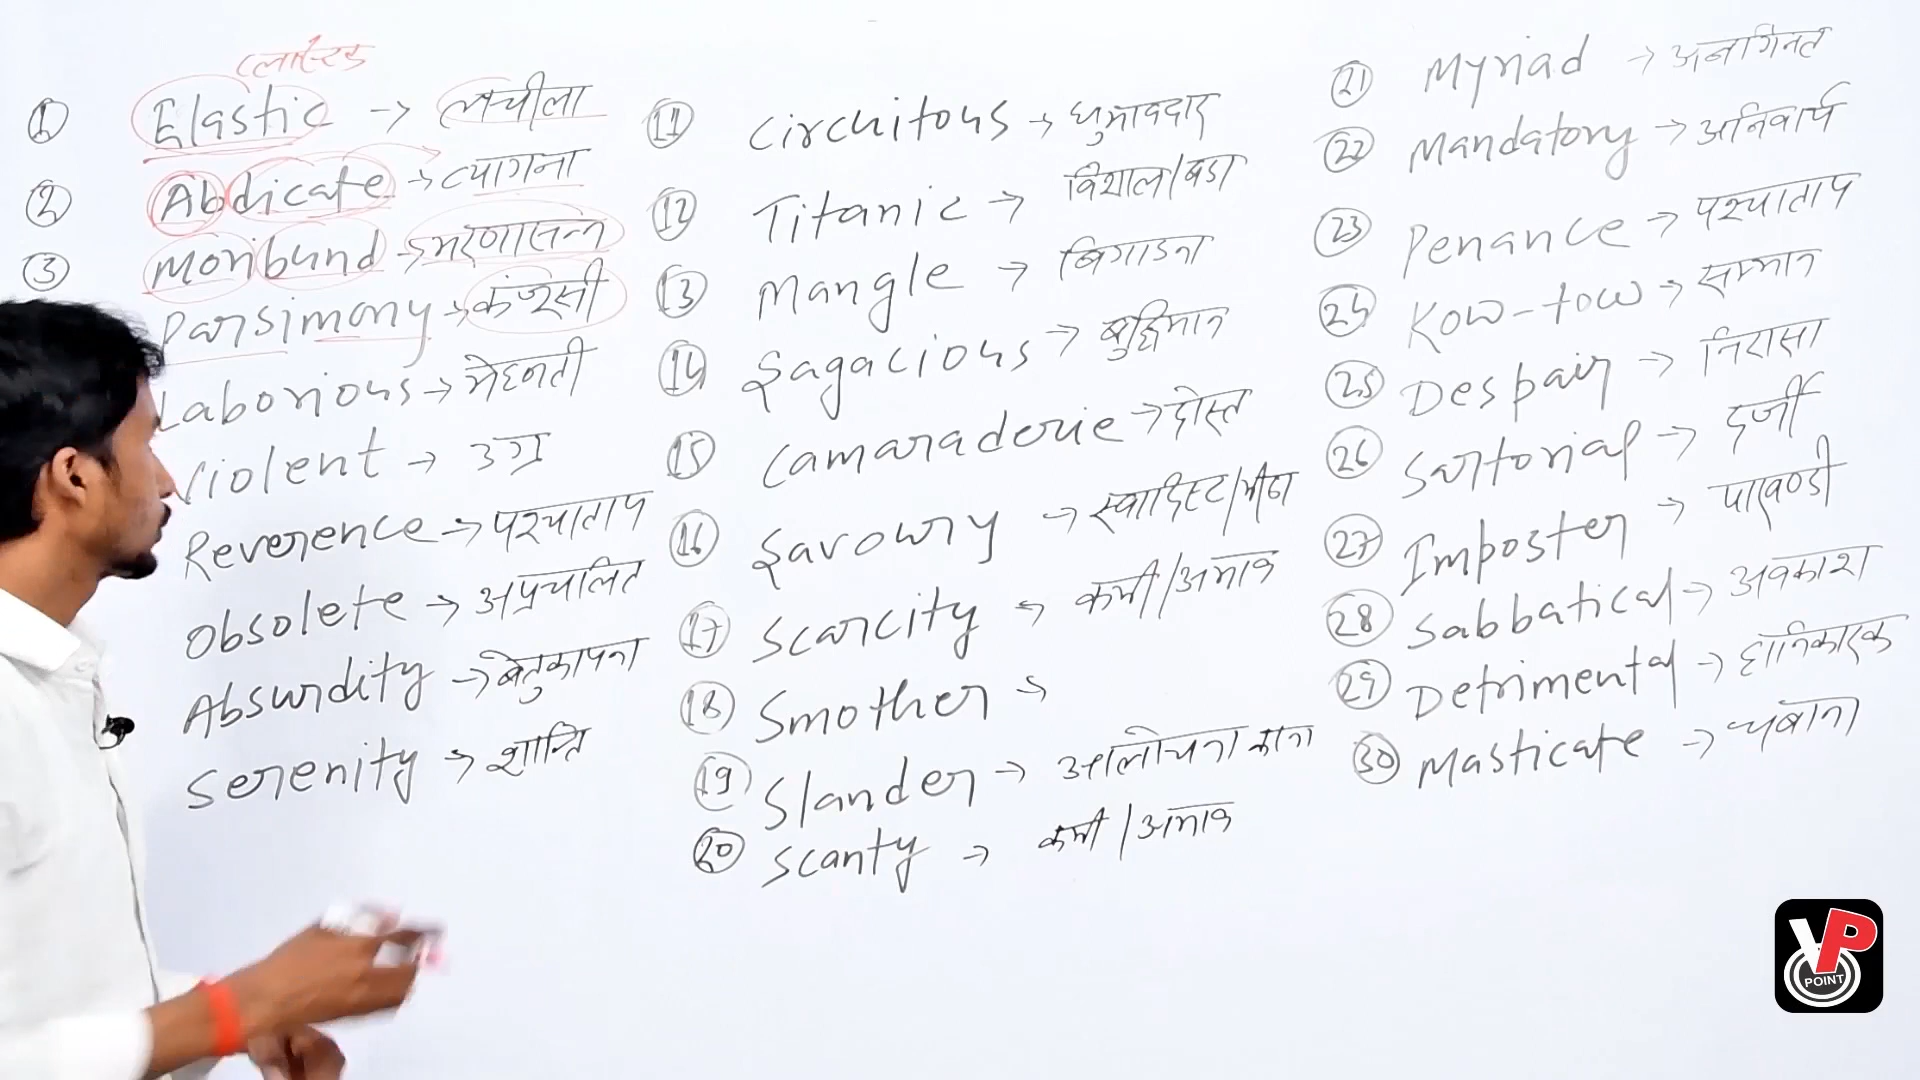 लास्टिक
① Elastic → लचीला
② Abdicate → त्यागना
③ Moribund → मरणासन्न
Parsimony → कंजूसी
Laborious → मेहनती
Violent → उग्र
Reverence → पश्चाताप
Obsolete → अप्रचलित
Absurdity → बेतुकापना
Serenity → शान्ति
⑪ Circuitous → घुमावदार
⑫ Titanic → विशाल/बडा
⑬ Mangle → बिगाडना
⑭ Sagacious → बुद्धिमान
⑮ Camaraderie → दोस्त
⑯ Savoury → स्वादिस्ट/मीठा
⑰ Scarcity → कमी/अभाव
⑱ Smother →
⑲ Slander → आलोचना करना
⑳ Scanty → कमी/अभाव
㉑ Myriad → अनगिनत
㉒ Mandatory → अनिवार्य
㉓ Penance → पश्चाताप
㉔ Kow-tow → सम्मान
㉕ Despair → निरासा
㉖ Sartorial → दर्जी
㉗ Imposter → पाखण्डी
㉘ Sabbatical → अवकाश
㉙ Detrimental → हानिकारक
㉚ Masticate → चबाना
VP
POINT